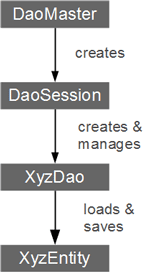 DaoMaster
creates
DaoSession
creates &
manages
XyzDao
loads &
saves
XyzEntity